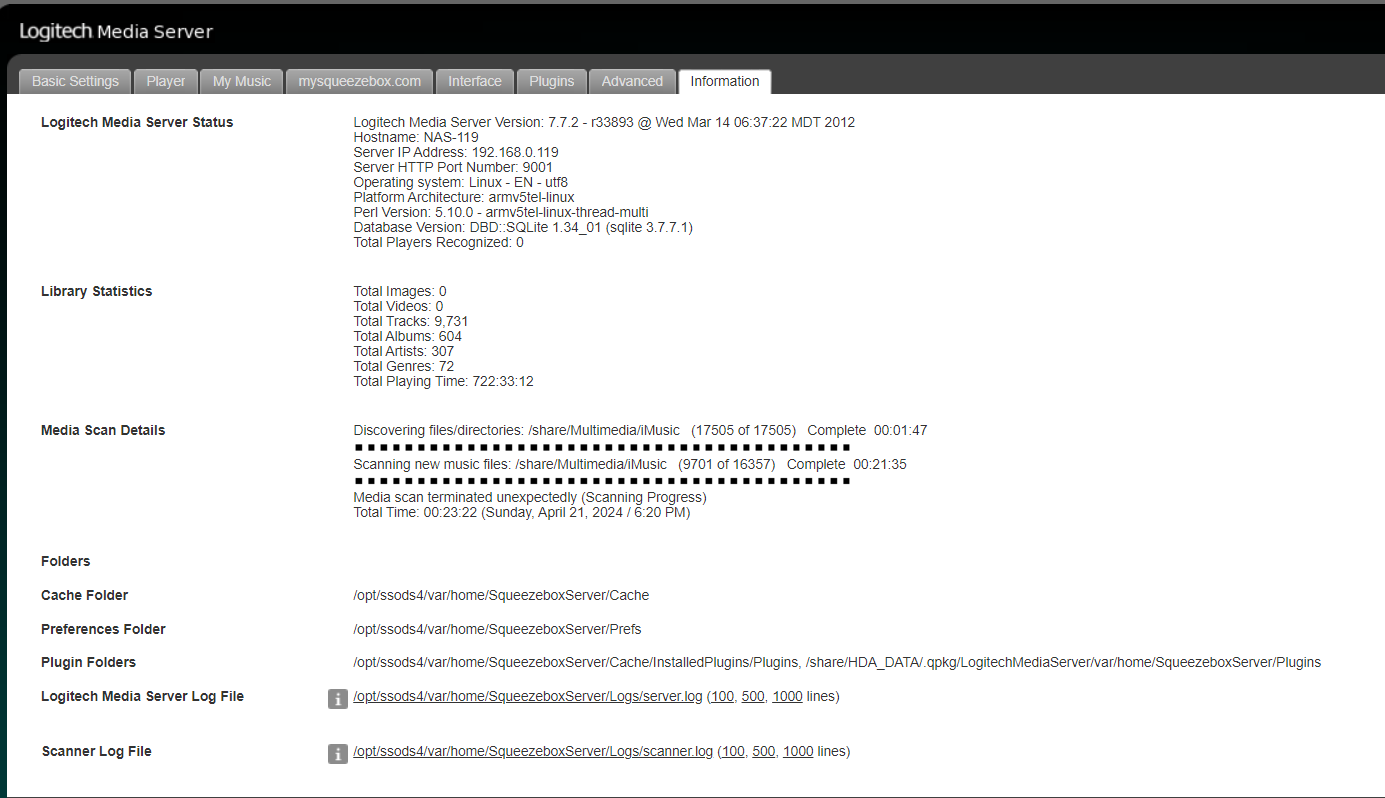 Logitech Media Server
Basic Settings Player My Music mysqueezebox.com Interface Plugins Advanced Information
Logitech Media Server Status
Logitech Media Server Version: 7.7.2 - r33893 @ Wed Mar 14 06:37:22 MDT 2012
Hostname: NAS-119
Server IP Address: 192.168.0.119
Server HTTP Port Number: 9001
Operating system: Linux - EN - utf8
Platform Architecture: armv5tel-linux
Perl Version: 5.10.0 - armv5tel-linux-thread-multi
Database Version: DBD::SQLite 1.34_01 (sqlite 3.7.7.1)
Total Players Recognized: 0
Library Statistics
Total Images: 0
Total Videos: 0
Total Tracks: 9,731
Total Albums: 604
Total Artists: 307
Total Genres: 72
Total Playing Time: 722:33:12
Media Scan Details
Discovering files/directories: /share/Multimedia/iMusic (17505 of 17505) Complete 00:01:47
Scanning new music files: /share/Multimedia/iMusic (9701 of 16357) Complete 00:21:35
Media scan terminated unexpectedly (Scanning Progress)
Total Time: 00:23:22 (Sunday, April 21, 2024 / 6:20 PM)
Folders
Cache Folder
/opt/ssods4/var/home/SqueezeboxServer/Cache
Preferences Folder
/opt/ssods4/var/home/SqueezeboxServer/Prefs
Plugin Folders
/opt/ssods4/var/home/SqueezeboxServer/Cache/InstalledPlugins/Plugins, /share/HDA_DATA/.qpkg/LogitechMediaServer/var/home/SqueezeboxServer/Plugins
Logitech Media Server Log File
/opt/ssods4/var/home/SqueezeboxServer/Logs/server.log (100, 500, 1000 lines)
Scanner Log File
/opt/ssods4/var/home/SqueezeboxServer/Logs/scanner.log (100, 500, 1000 lines)